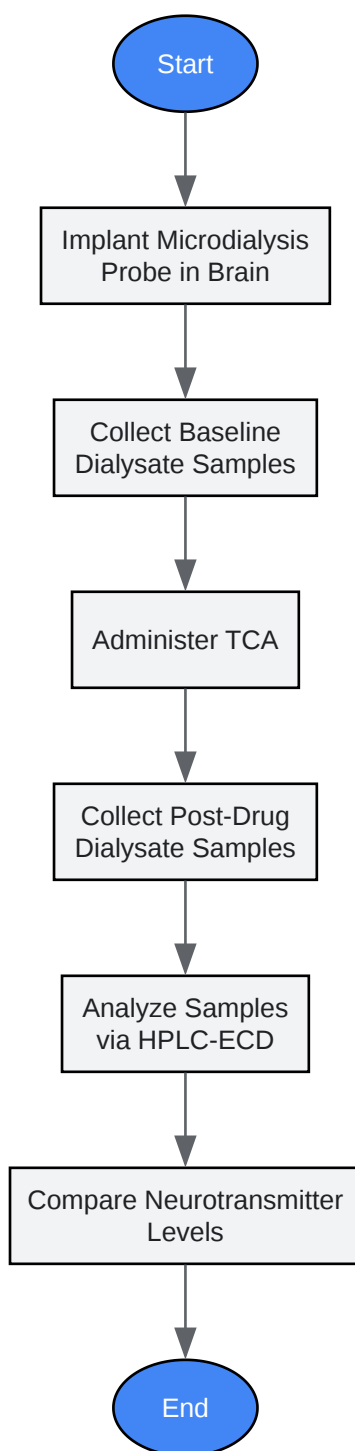 Start
Implant Microdialysis
Probe in Brain
Collect Baseline
Dialysate Samples
Administer TCA
Collect Post-Drug
Dialysate Samples
Analyze Samples
via HPLC-ECD
Compare Neurotransmitter
Levels
End